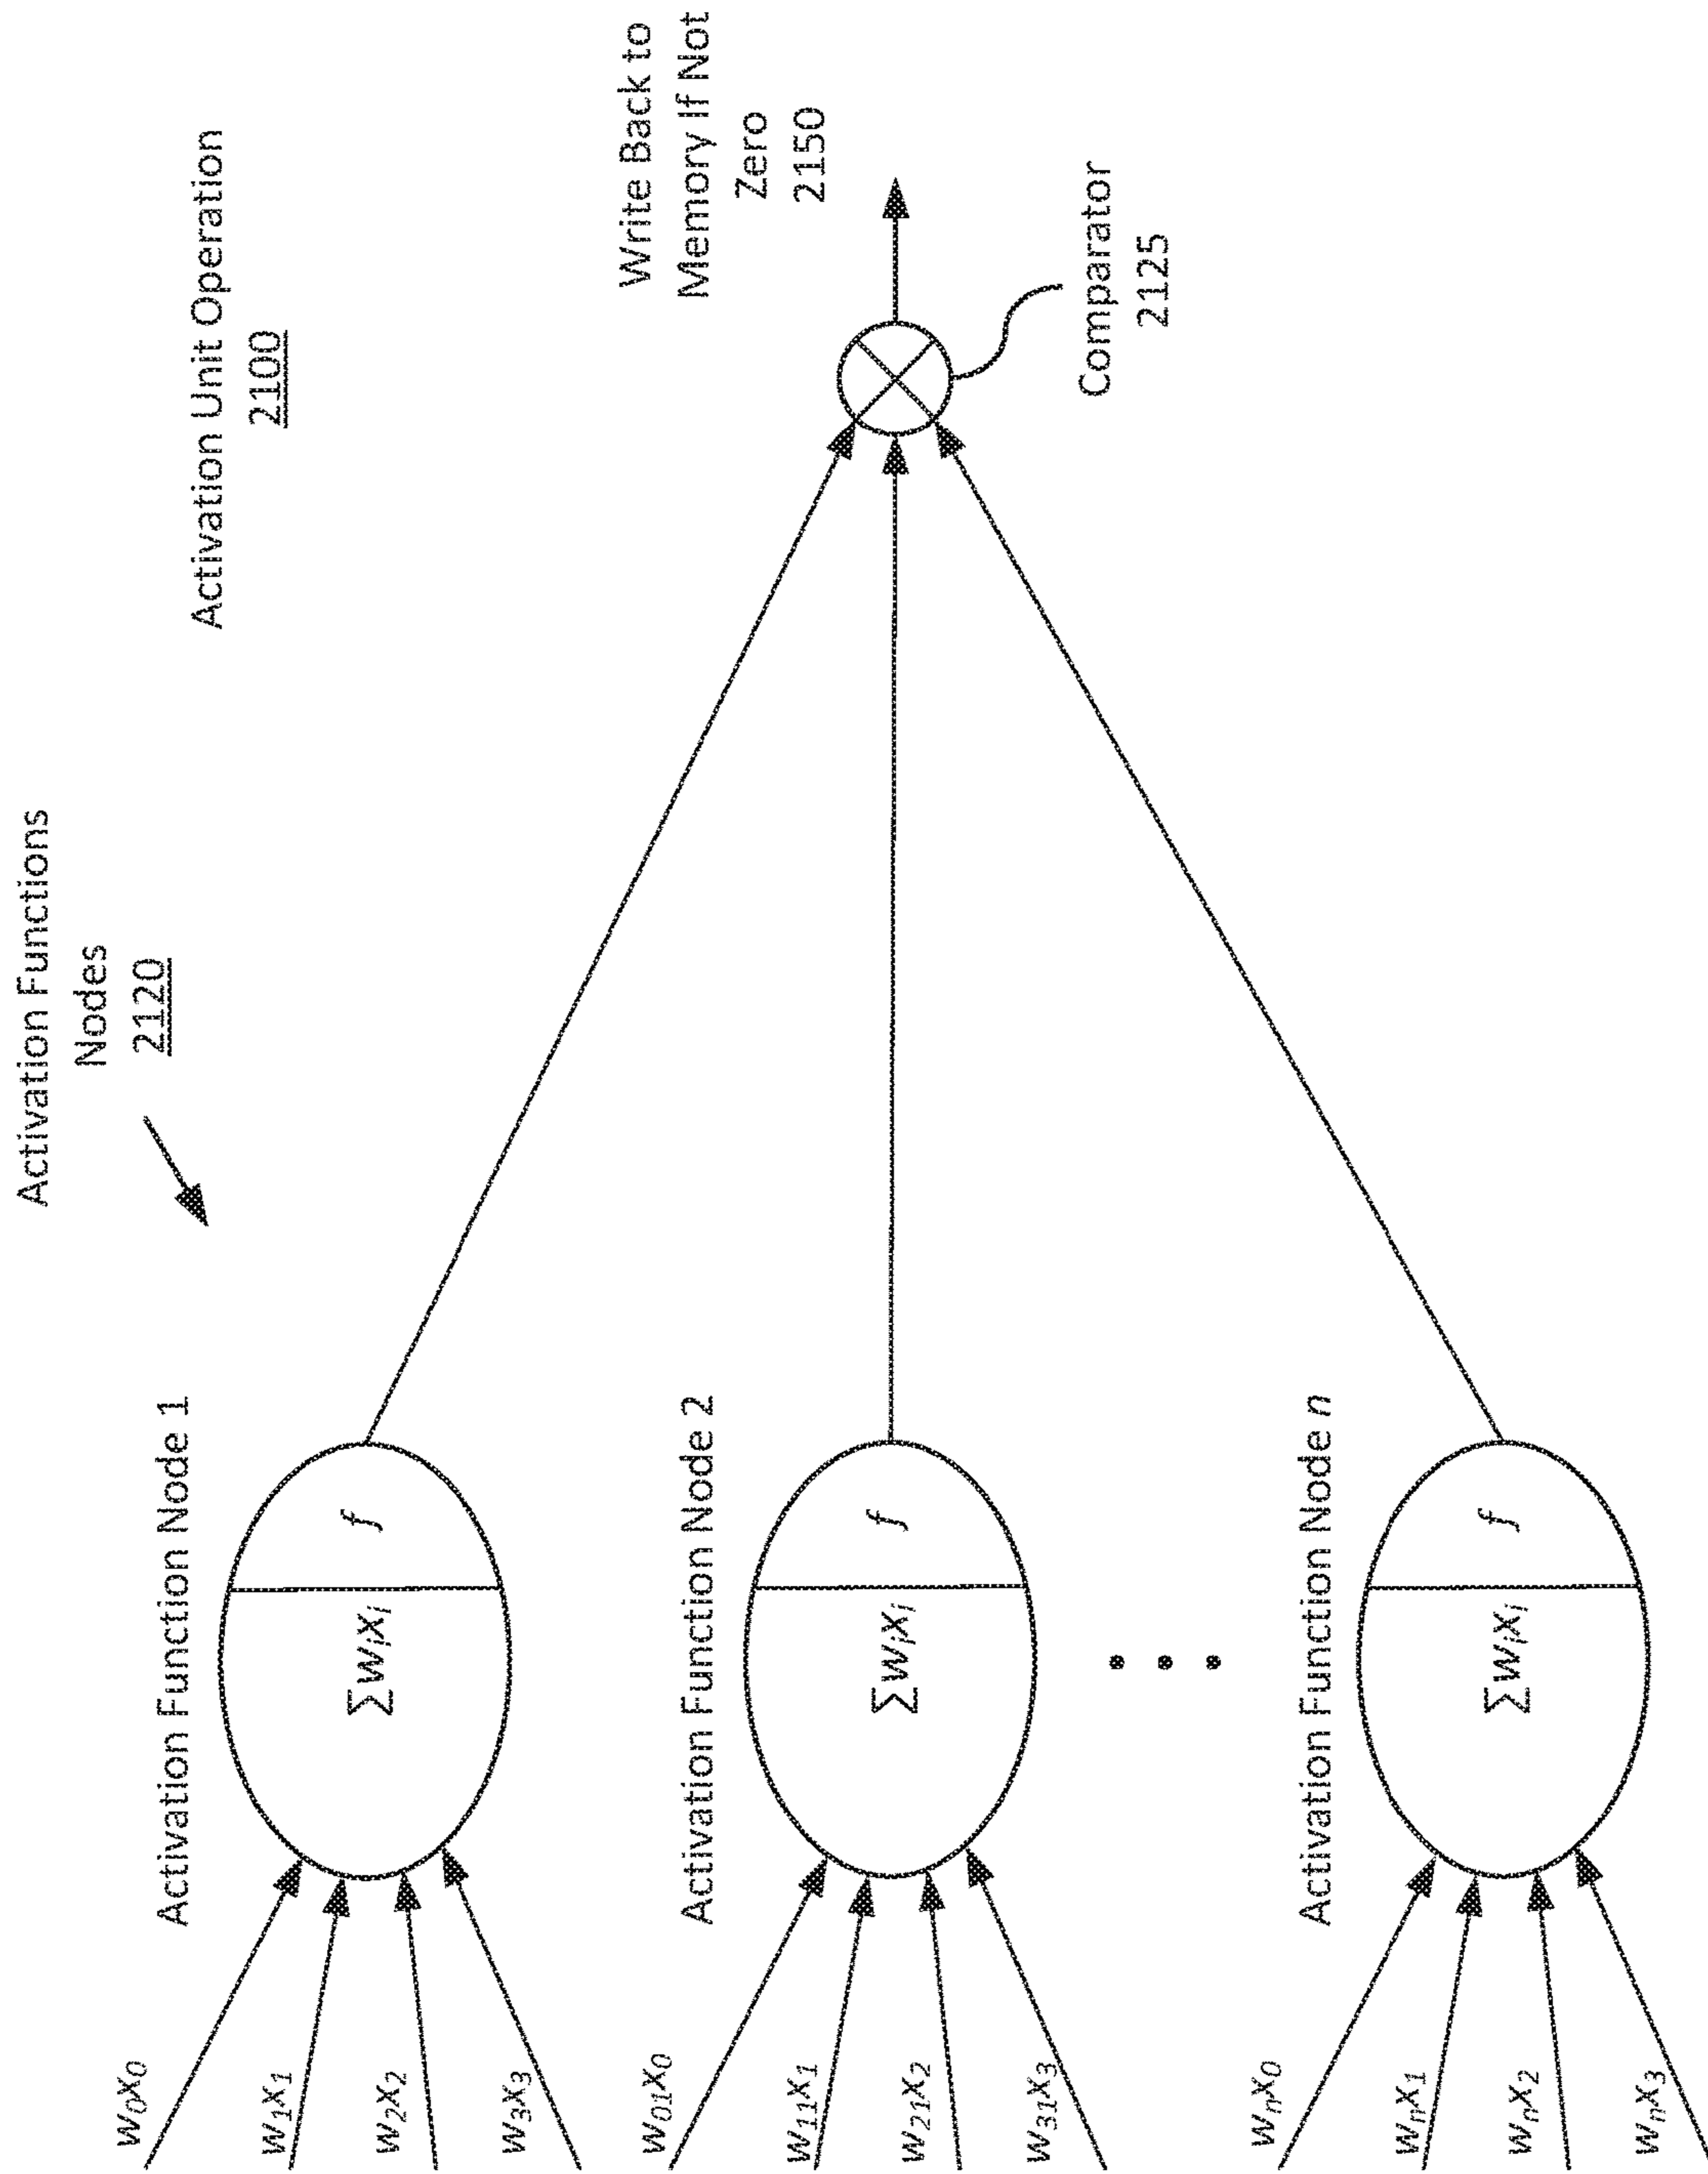 Activation Unit Operation
2100
Activation Functions
Nodes
2120
Write Back to
Memory If Not
Zero
2150
Comparator
2125
Activation Function Node 1
w₀x₀
w₁x₁
w₂x₂
w₃x₃
∑wᵢxᵢ
f
Activation Function Node 2
w₀₁x₀
w₁₁x₁
w₂₁x₂
w₃₁x₃
∑wᵢxᵢ
f
Activation Function Node n
wₙx₀
wₙx₁
wₙx₂
wₙx₃
∑wᵢxᵢ
f